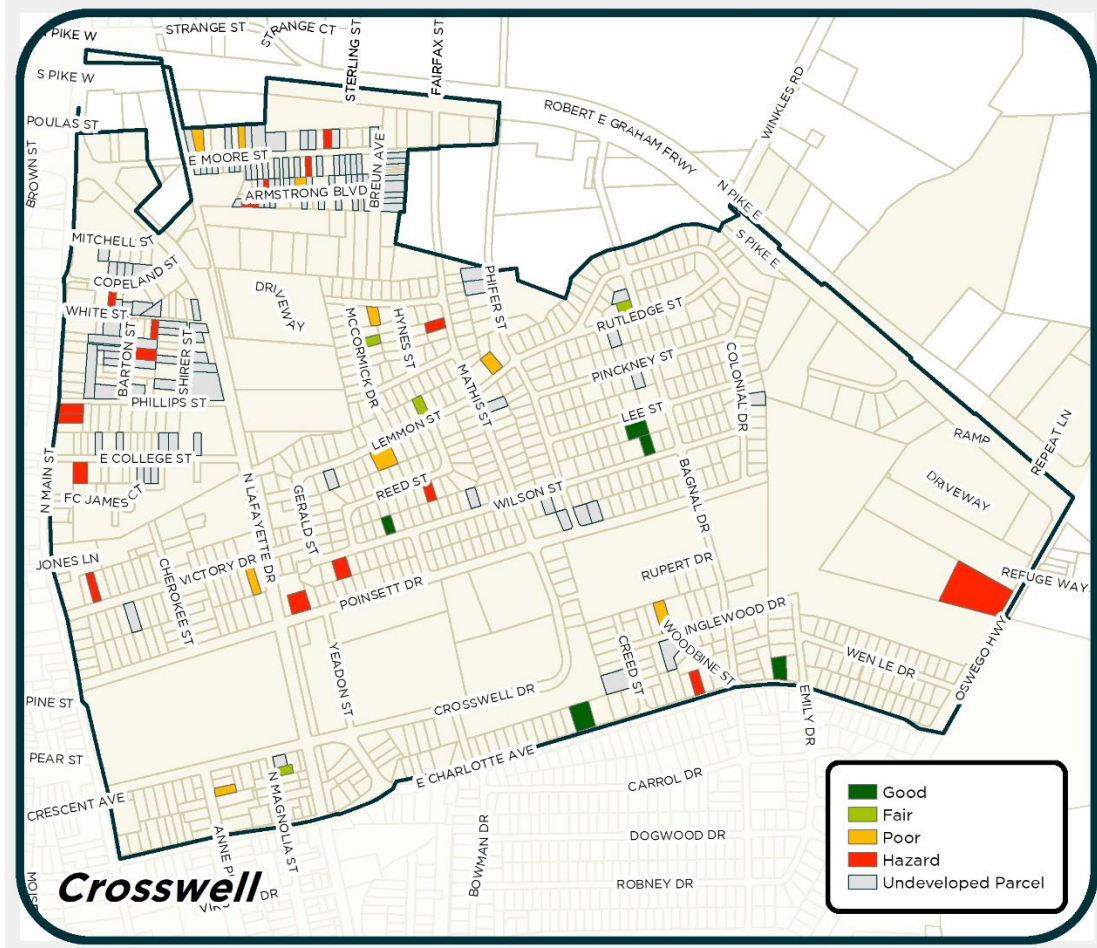 PIKE W
STRANGE ST
STRANGE CT
STERLING ST
FAIRFAX ST
S PIKE W
POULAS ST
ROBERT E GRAHAM FRWY
WINKLES RD
BROWN ST
E MOORE ST
BREUN AVE
ARMSTRONG BLVD
N PIKE E
S PIKE E
MITCHELL ST
COPELAND ST
WHITE ST
BARTON ST
SHIRER ST
PHILLIPS ST
DRIVEWAY
MCCORMICK DR
HYNES ST
PHIFER ST
MATHIS ST
RUTLEDGE ST
PINCKNEY ST
COLONIAL DR
LEE ST
LEMMON ST
E COLLEGE ST
N MAIN ST
FC JAMES CT
REED ST
WILSON ST
BAGNAL DR
RAMP
REPEAT LN
DRIVEWAY
N LAFAYETTE DR
GERALD ST
JONES LN
VICTORY DR
CHEROKEE ST
POINSETT DR
RUPERT DR
REFUGE WAY
INGLEWOOD DR
WOODBINE ST
CREED ST
WEN LE DR
OSWEGO HWY
YEADON ST
CROSSWELL DR
EMILY DR
PINE ST
PEAR ST
E CHARLOTTE AVE
CRESCENT AVE
N MAGNOLIA ST
CARROL DR
BOWMAN DR
DOGWOOD DR
ROBNEY DR
Crosswell
Good
Fair
Poor
Hazard
Undeveloped Parcel